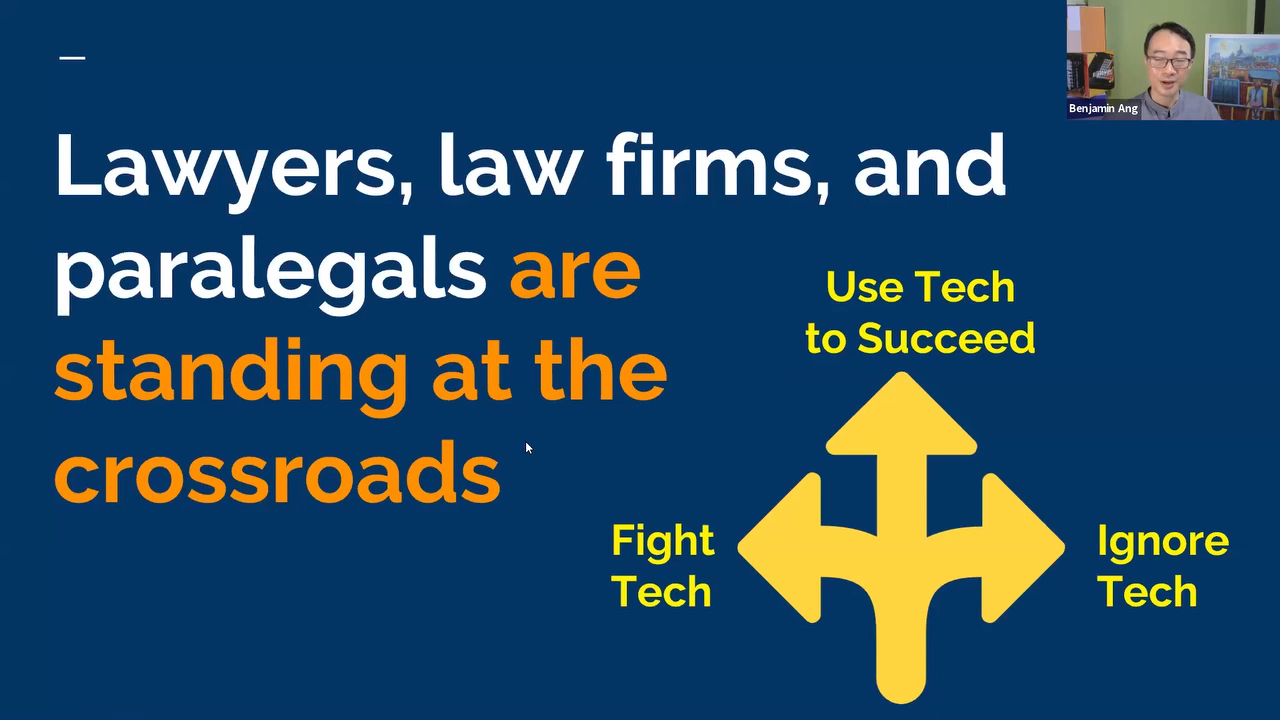 Benjamin Ang
Lawyers, law firms, and
paralegals are
standing at the
crossroads
Use Tech
to Succeed
Fight
Tech
Ignore
Tech